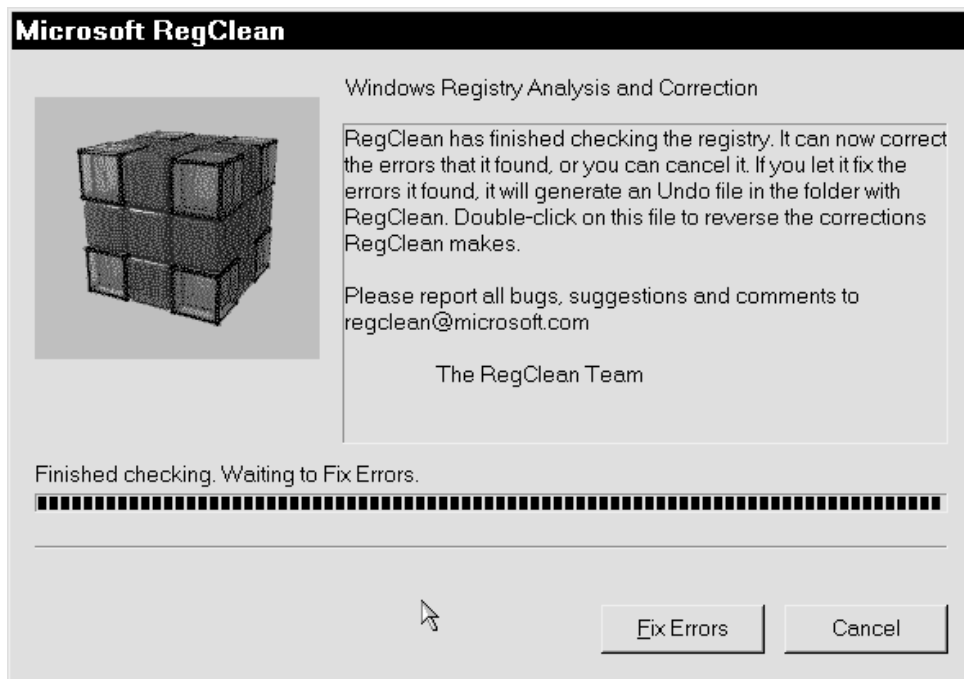 Microsoft RegClean
Windows Registry Analysis and Correction
RegClean has finished checking the registry. It can now correct
the errors that it found, or you can cancel it. If you let it fix the
errors it found, it will generate an Undo file in the folder with
RegClean. Double-click on this file to reverse the corrections
RegClean makes.
Please report all bugs, suggestions and comments to
regclean@microsoft.com
The RegClean Team
Finished checking. Waiting to Fix Errors.
Fix Errors
Cancel